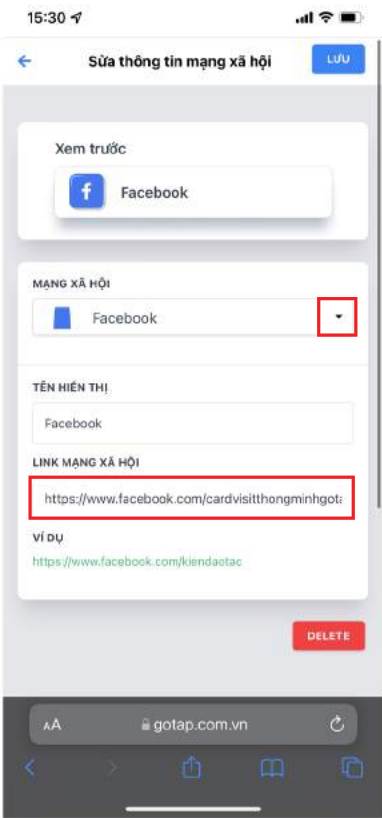 15:30
Sửa thông tin mạng xã hội
LƯU
Xem trước
Facebook
MẠNG XÃ HỘI
Facebook
TÊN HIỂN THỊ
Facebook
LINK MẠNG XÃ HỘI
https://www.facebook.com/cardvisitthongminhgota
VÍ DỤ
https://www.facebook.com/kiendaotac
DELETE
AA
gotap.com.vn